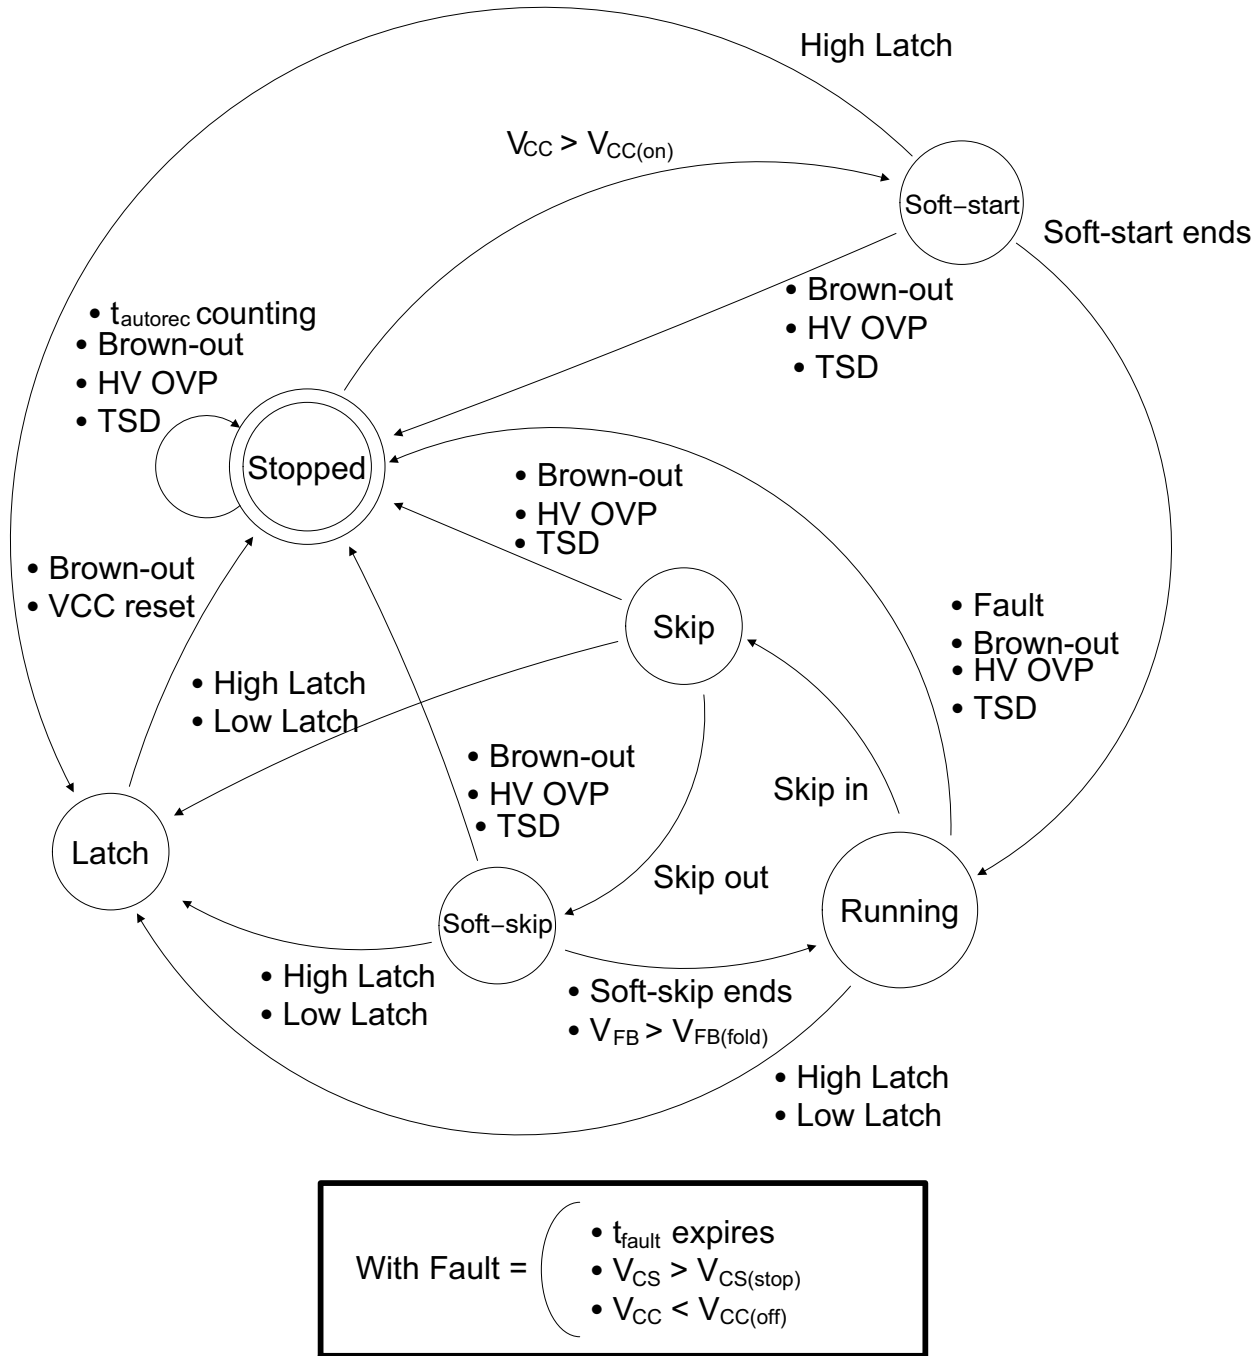 High Latch
VCC > VCC(on)
Soft−start
Soft-start ends
• Brown-out
• HV OVP
• TSD
• tautorec counting
• Brown-out
• HV OVP
• TSD
Stopped
• Brown-out
• HV OVP
• TSD
• Brown-out
• VCC reset
• Fault
• Brown-out
• HV OVP
• TSD
Skip
• High Latch
• Low Latch
• Brown-out
• HV OVP
• TSD
Skip in
Latch
Skip out
Soft−skip
Running
• High Latch
• Low Latch
• Soft-skip ends
• VFB > VFB(fold)
• High Latch
• Low Latch
With Fault =
• tfault expires
• VCS > VCS(stop)
• VCC < VCC(off)